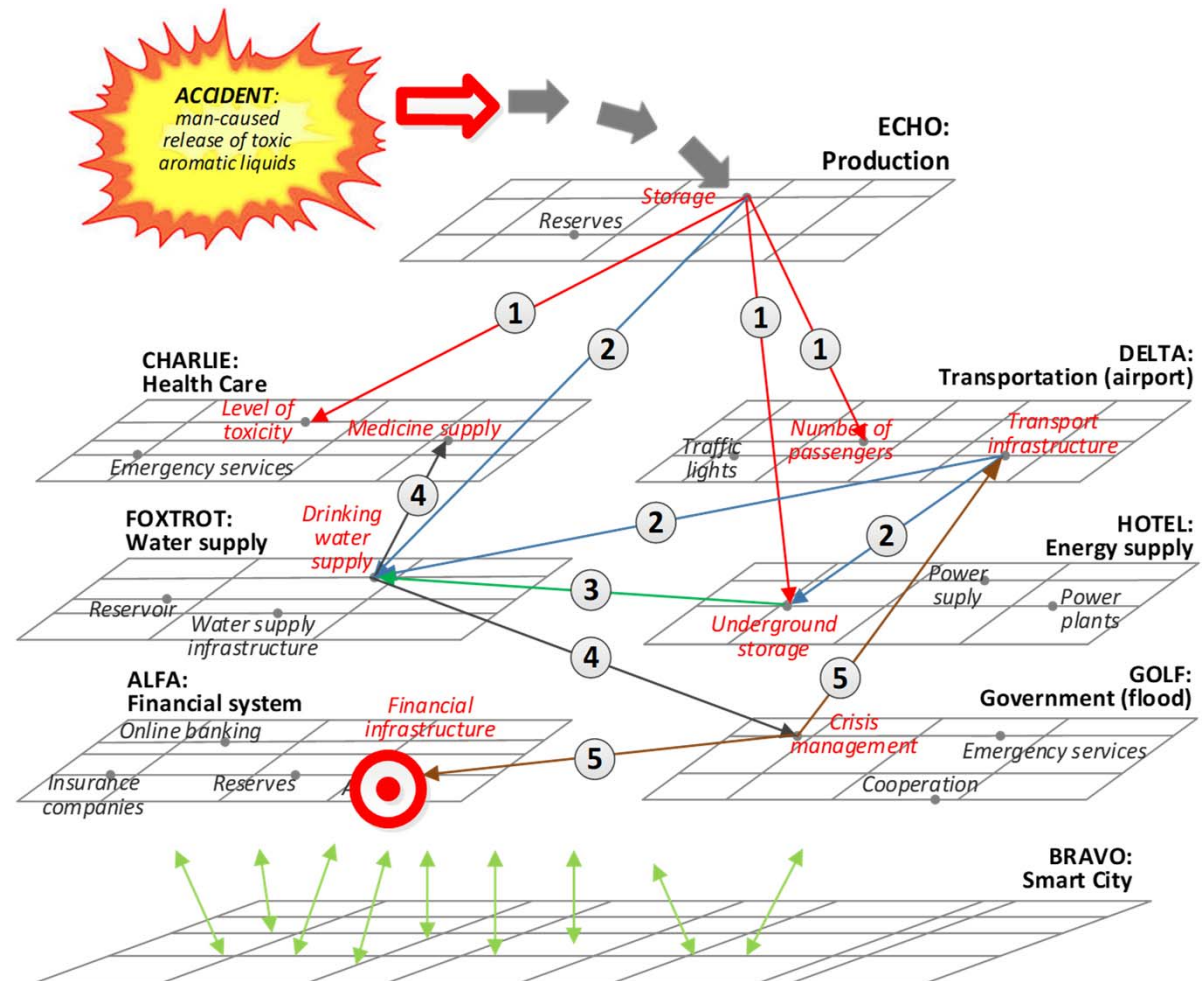 ACCIDENT:
man-caused
release of toxic
aromatic liquids
ECHO:
Production
Storage
Reserves
1
1
2
1
CHARLIE:
Health Care
Level of
toxicity
Medicine supply
Emergency services
DELTA:
Transportation (airport)
Traffic
lights
Number of
passengers
Transport
infrastructure
4
2
2
FOXTROT:
Water supply
Drinking
water
supply
Reservoir
Water supply
infrastructure
3
HOTEL:
Energy supply
Power
suply
Power
plants
Underground
storage
4
5
ALFA:
Financial system
Online banking
Financial
infrastructure
Insurance
companies
Reserves
5
GOLF:
Government (flood)
Crisis
management
Emergency services
Cooperation
BRAVO:
Smart City